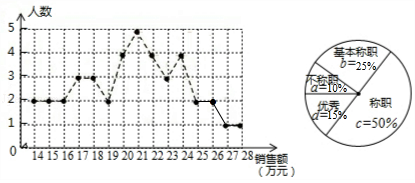 人数
5
4
3
2
1
0
14 15 16 17 18 19 20 21 22 23 24 25 26 27 28 销售额
(万元)
基本称职
b=25%
不称职
a=10%
优秀
d=15%
称职
c=50%